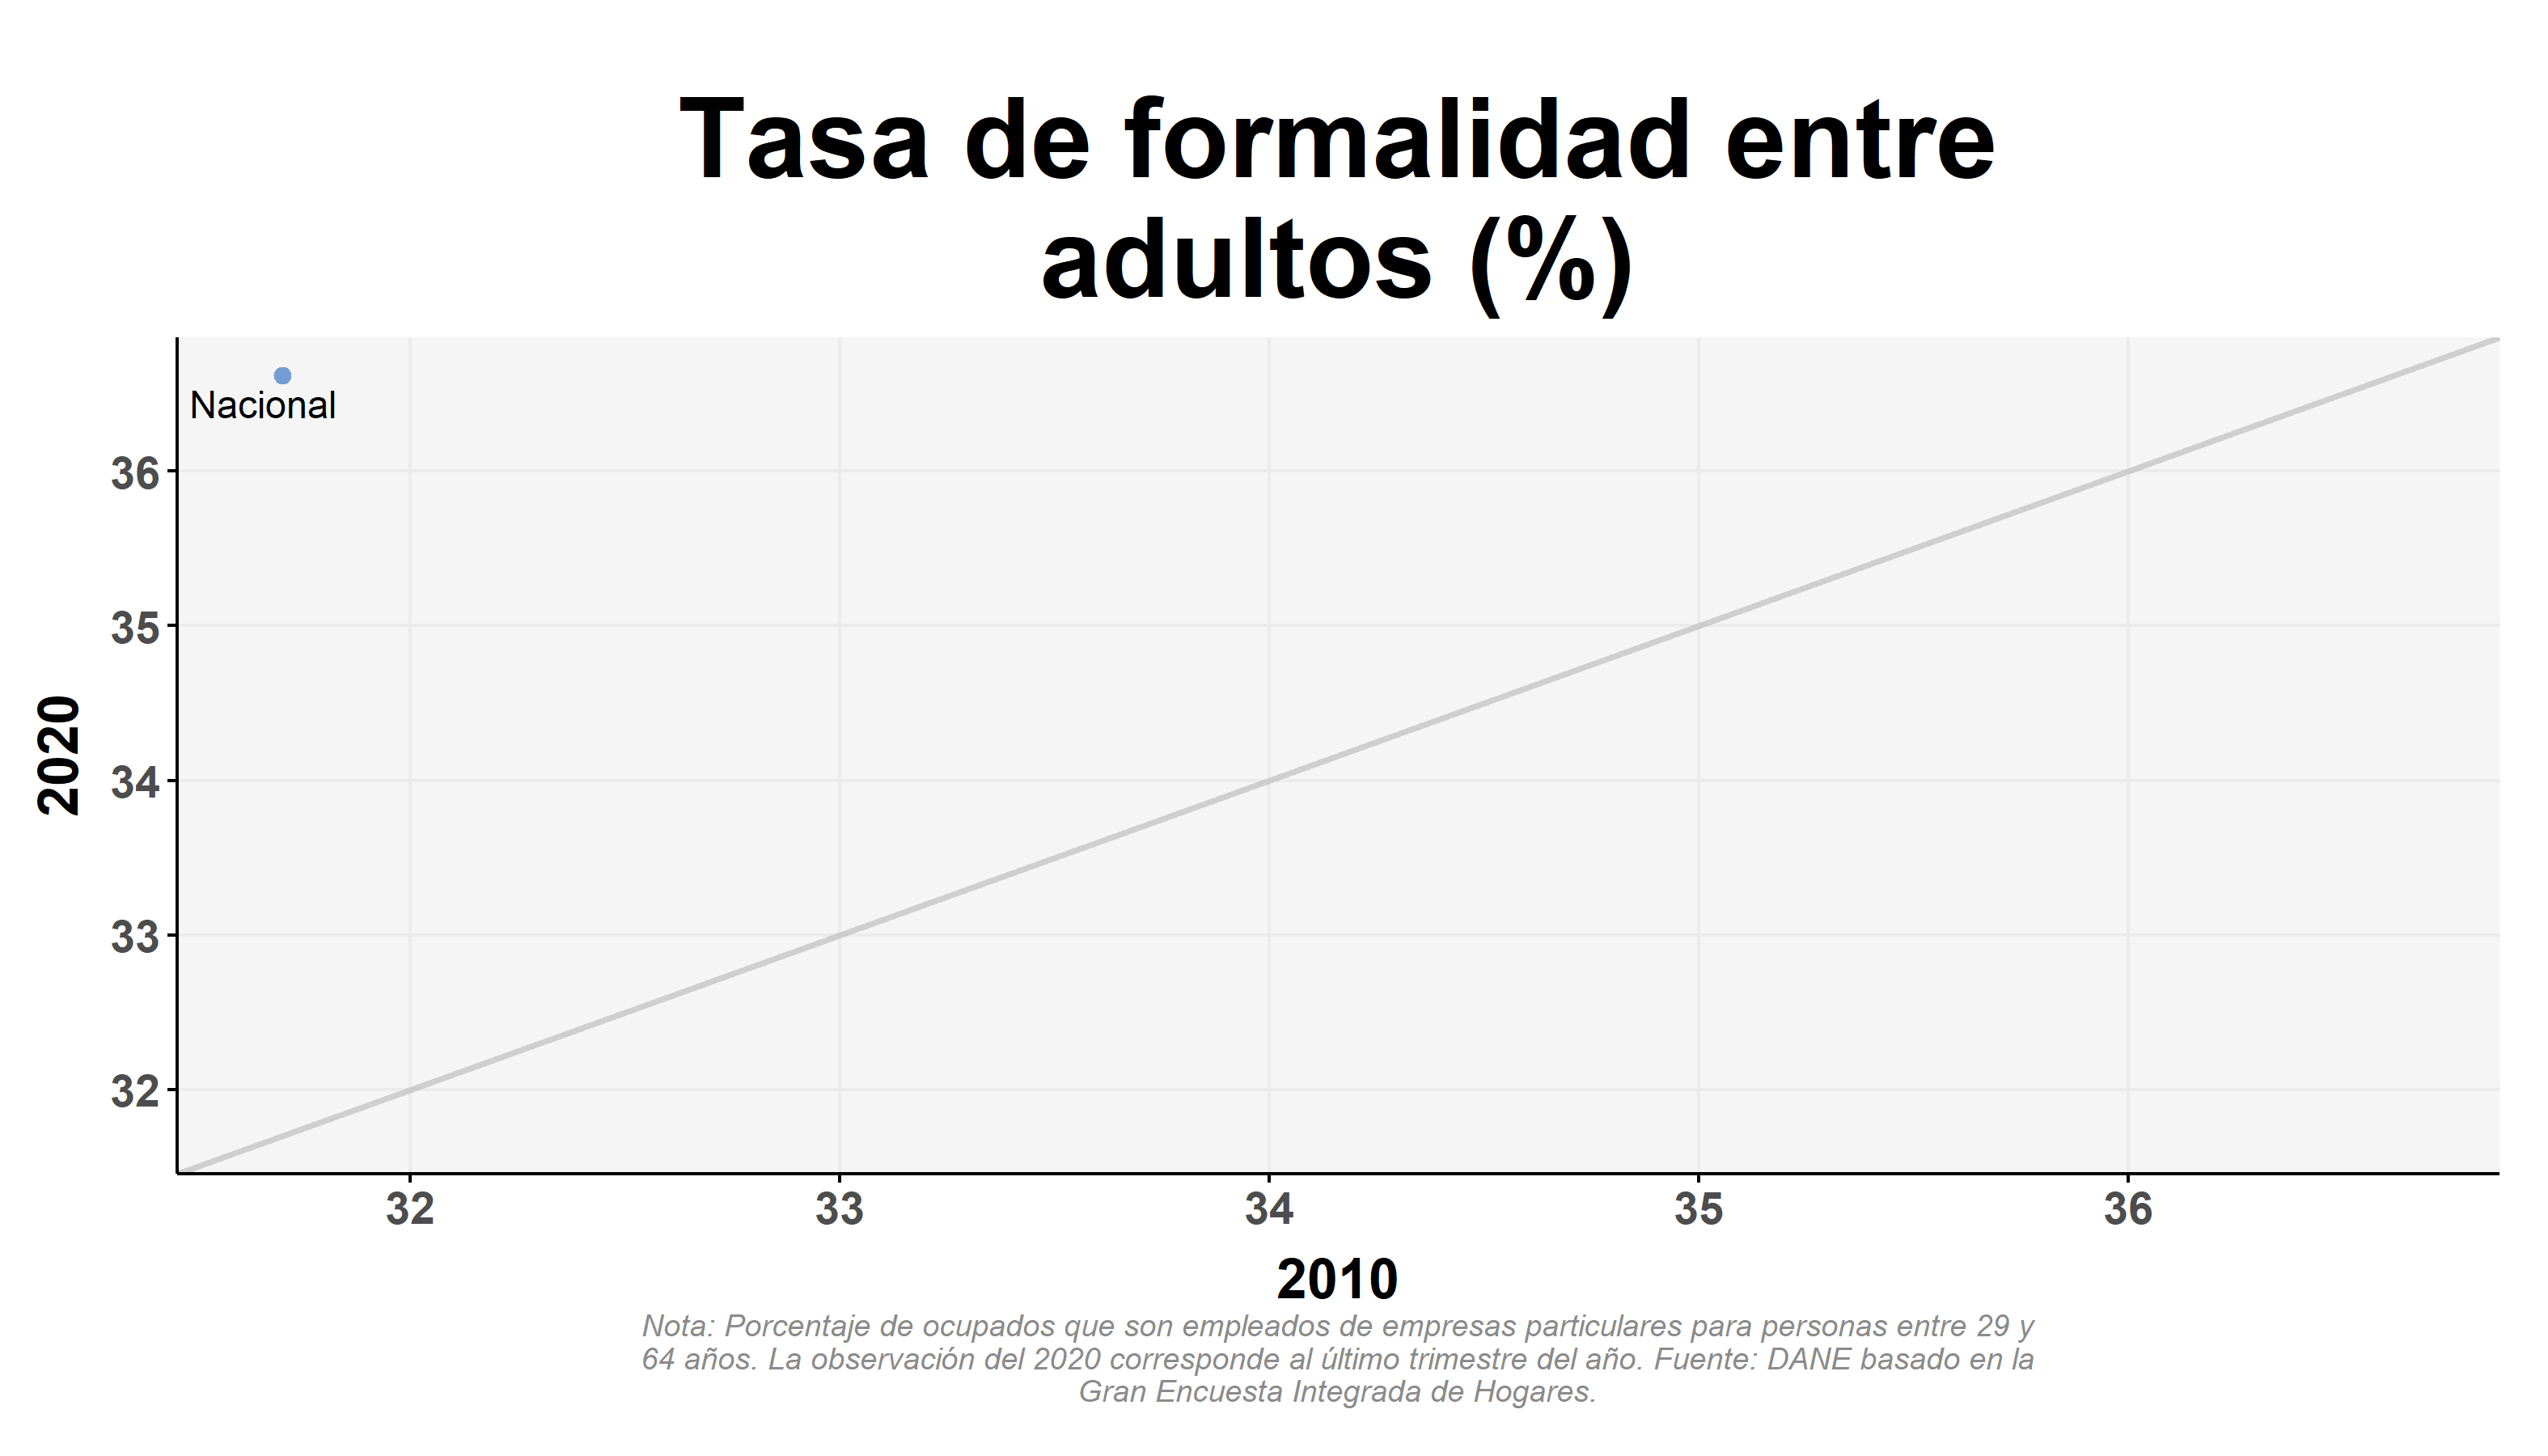 Tasa de formalidad entre
adultos (%)
Nacional
36
35
34
33
32
2020
32
33
34
35
36
2010
Nota: Porcentaje de ocupados que son empleados de empresas particulares para personas entre 29 y
64 años. La observación del 2020 corresponde al último trimestre del año. Fuente: DANE basado en la
Gran Encuesta Integrada de Hogares.